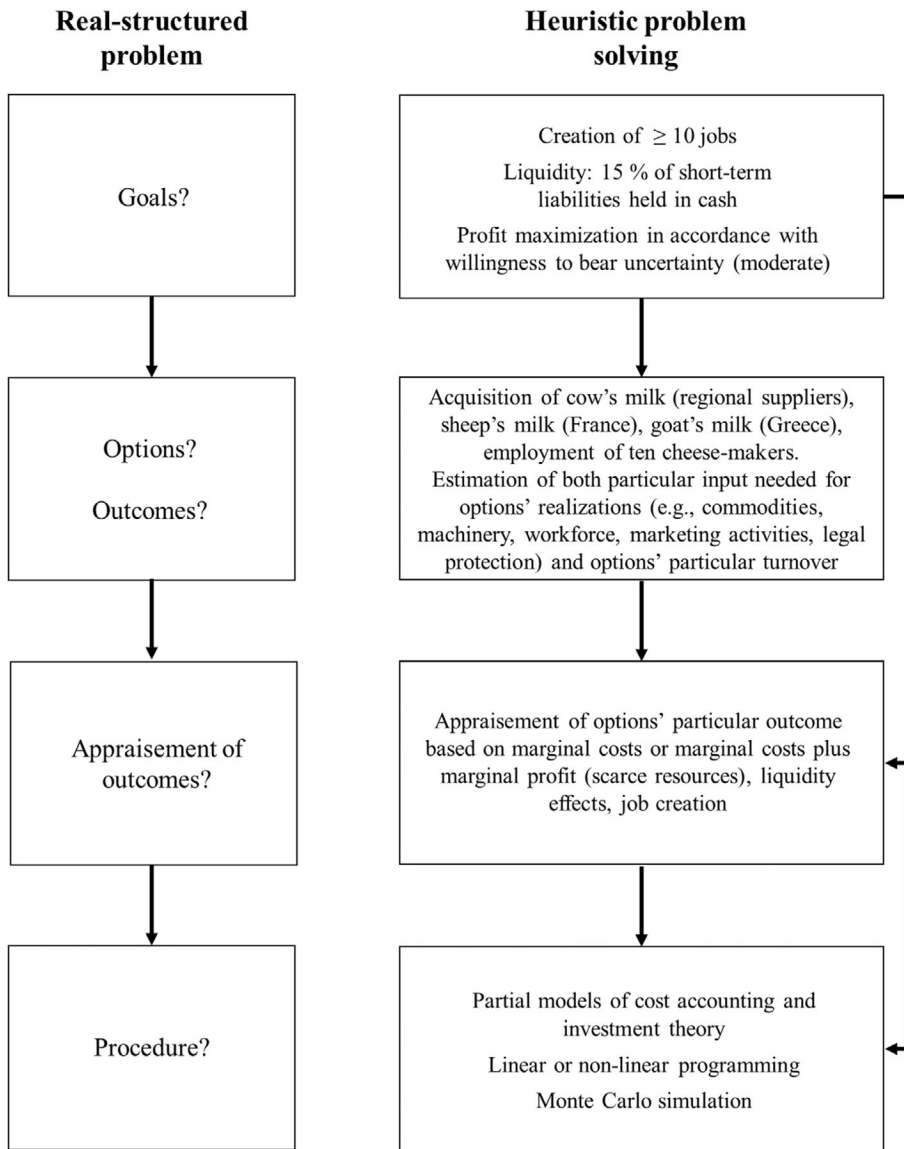 Real-structured
problem
Heuristic problem
solving
Goals?
Creation of ≥ 10 jobs
Liquidity: 15 % of short-term
liabilities held in cash
Profit maximization in accordance with
willingness to bear uncertainty (moderate)
Options?
Outcomes?
Acquisition of cow's milk (regional suppliers),
sheep's milk (France), goat's milk (Greece),
employment of ten cheese-makers.
Estimation of both particular input needed for
options' realizations (e.g., commodities,
machinery, workforce, marketing activities, legal
protection) and options' particular turnover
Appraisement of
outcomes?
Appraisement of options' particular outcome
based on marginal costs or marginal costs plus
marginal profit (scarce resources), liquidity
effects, job creation
Procedure?
Partial models of cost accounting and
investment theory
Linear or non-linear programming
Monte Carlo simulation